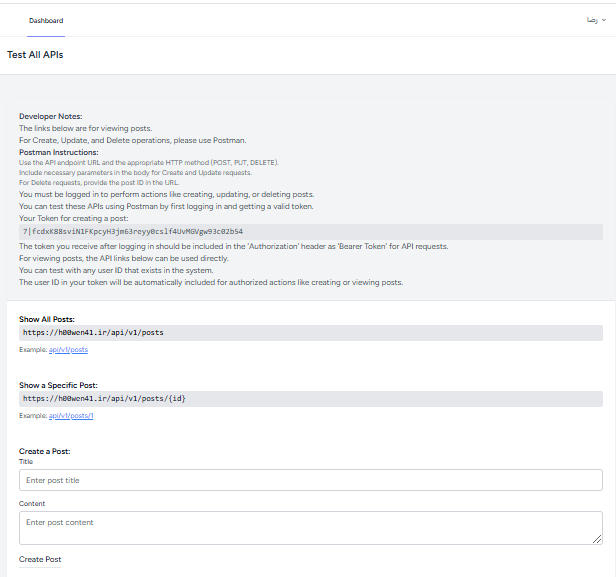 Dashboard
رضا
Test All APIs
Developer Notes:
The links below are for viewing posts.
For Create, Update, and Delete operations, please use Postman.
Postman Instructions:
Use the API endpoint URL and the appropriate HTTP method (POST, PUT, DELETE).
Include necessary parameters in the body for Create and Update requests.
For Delete requests, provide the post ID in the URL.
You must be logged in to perform actions like creating, updating, or deleting posts.
You can test these APIs using Postman by first logging in and getting a valid token.
Your Token for creating a post:
7|fcdxK88sviN1FKpcyH3jm63reyy0cslf4UvMGVgw93c02b54
The token you receive after logging in should be included in the 'Authorization' header as 'Bearer Token' for API requests.
For viewing posts, the API links below can be used directly.
You can test with any user ID that exists in the system.
The user ID in your token will be automatically included for authorized actions like creating or viewing posts.
Show All Posts:
https://h00wen41.ir/api/v1/posts
Example: api/v1/posts
Show a Specific Post:
https://h00wen41.ir/api/v1/posts/{id}
Example: api/v1/posts/1
Create a Post:
Title
Enter post title
Content
Enter post content
Create Post